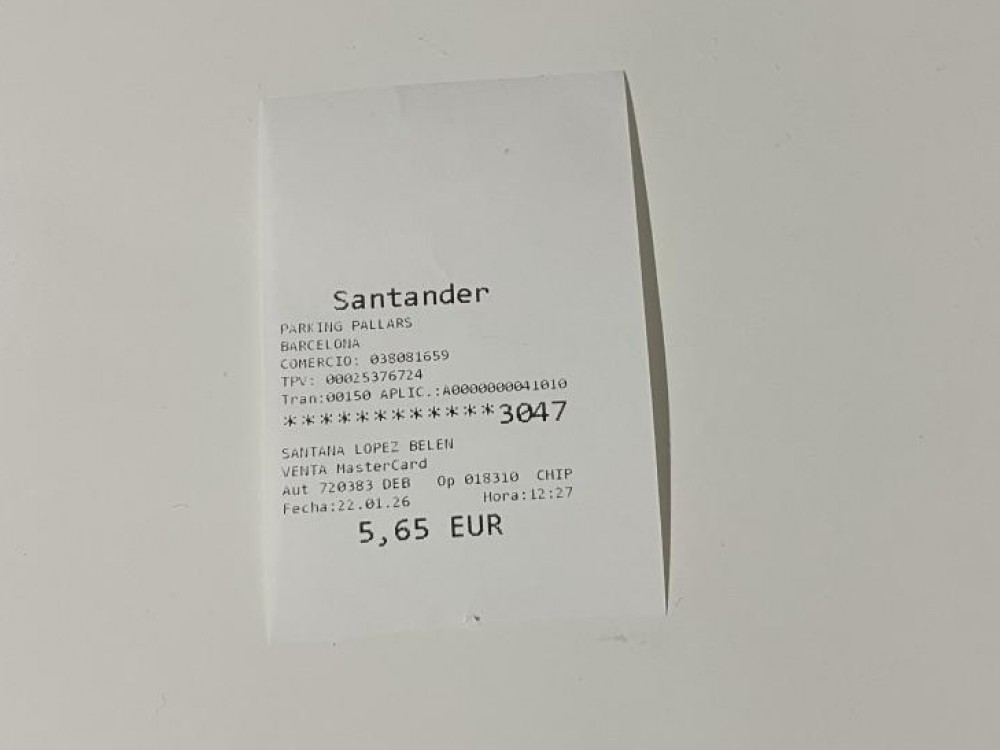 Santander
PARKING PALLARS
BARCELONA
COMERCIO: 038081659
TPV: 00025376724
Tran:00150 APLIC.:A0000000041010
************3047
SANTANA LOPEZ BELEN
VENTA MasterCard
Aut 720383 DEB Op 018310 CHIP
Fecha:22.01.26 Hora:12:27
5,65 EUR